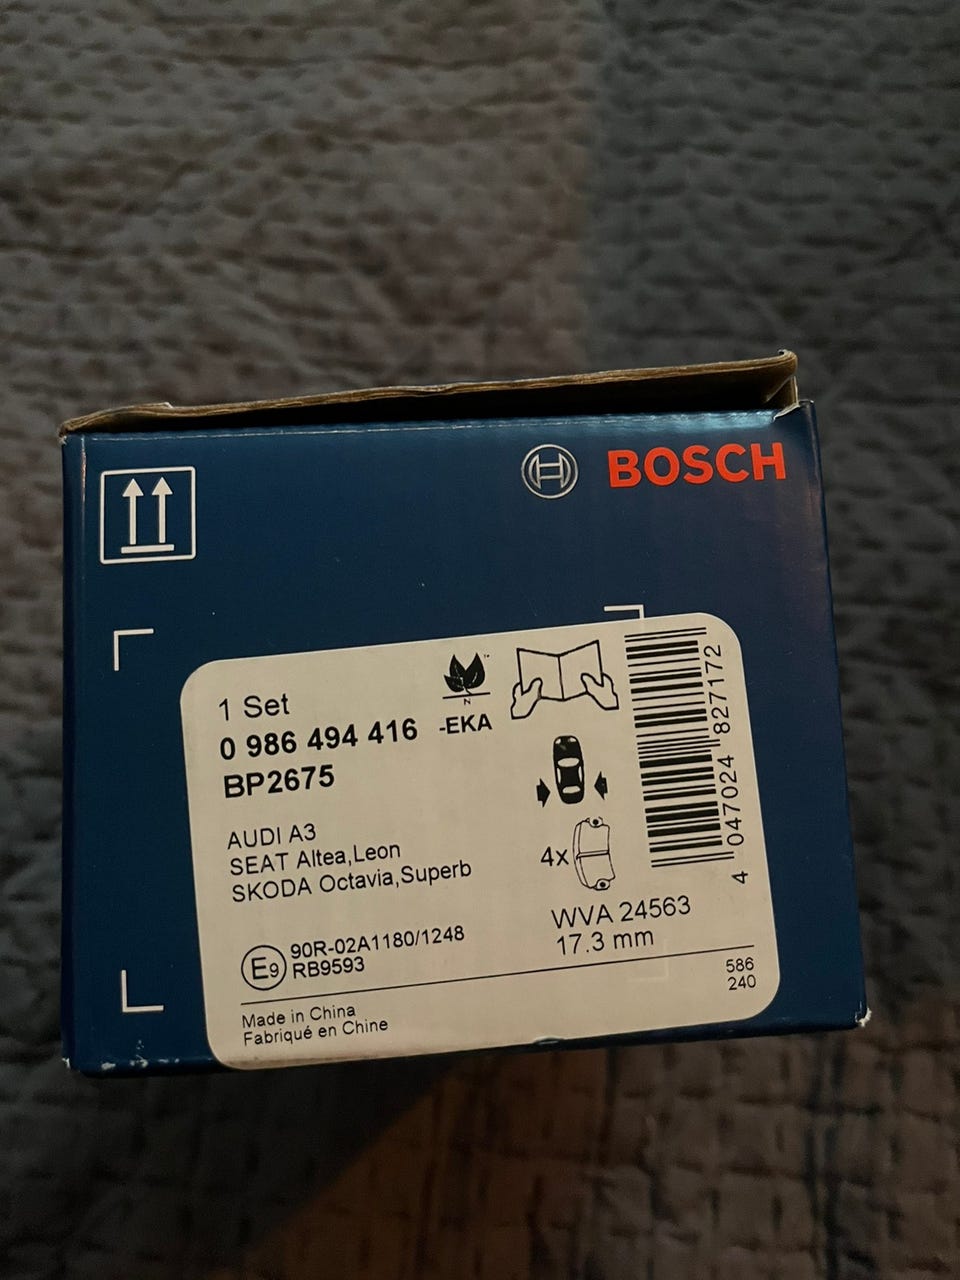 BOSCH
1 Set
0 986 494 416 -EKA
BP2675
AUDI A3
SEAT Altea,Leon
SKODA Octavia,Superb
N
4x
4 047024 827172
WVA 24563
17.3 mm
E9 90R-02A1180/1248
RB9593
586
240
Made in China
Fabriqué en Chine